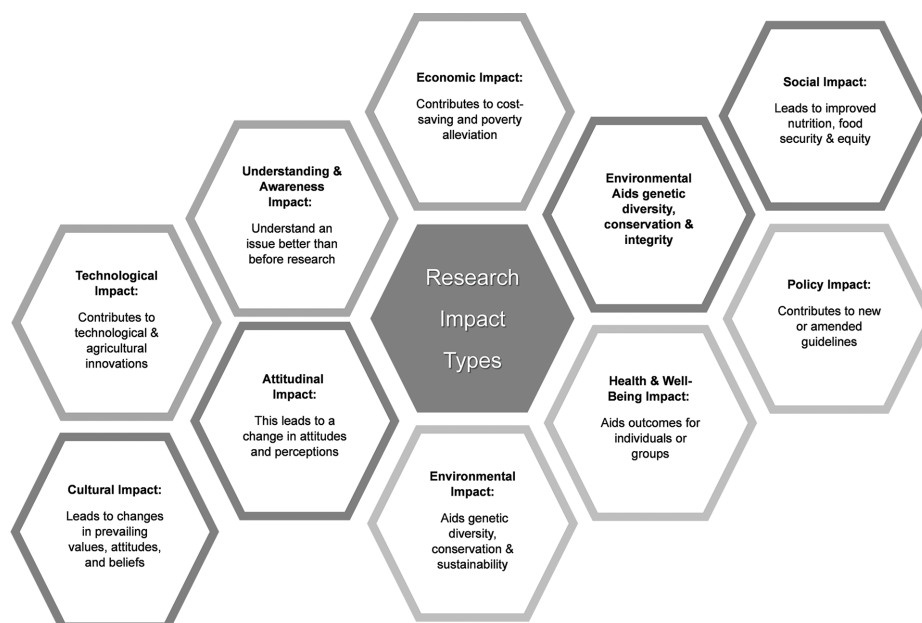 Economic Impact:
Contributes to cost-
saving and poverty
alleviation
Social Impact:
Leads to improved
nutrition, food
security & equity
Understanding &
Awareness Impact:
Understand an
issue better than
before research
Environmental
Aids genetic
diversity,
conservation &
integrity
Technological
Impact:
Contributes to
technological &
agricultural
innovations
Research
Impact
Types
Policy Impact:
Contributes to new
or amended
guidelines
Attitudinal
Impact:
This leads to a
change in attitudes
and perceptions
Health & Well-
Being Impact:
Aids outcomes for
individuals or
groups
Cultural Impact:
Leads to changes
in prevailing
values, attitudes,
and beliefs
Environmental
Impact:
Aids genetic
diversity,
conservation &
sustainability